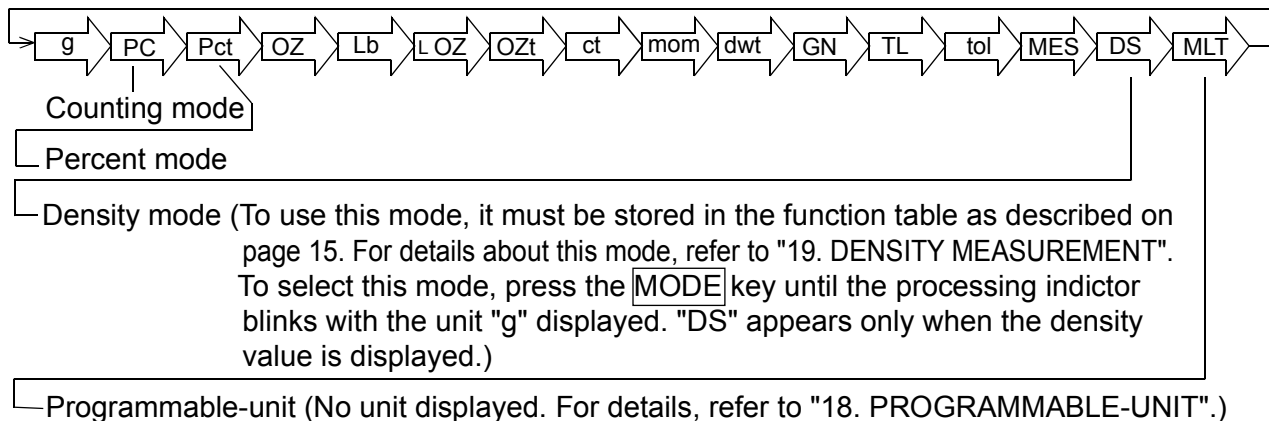 g PC Pct OZ Lb L OZ OZt ct mom dwt GN TL tol MES DS MLT
Counting mode
Percent mode
Density mode (To use this mode, it must be stored in the function table as described on
page 15. For details about this mode, refer to "19. DENSITY MEASUREMENT".
To select this mode, press the MODE key until the processing indictor
blinks with the unit "g" displayed. "DS" appears only when the density
value is displayed.)
Programmable-unit (No unit displayed. For details, refer to "18. PROGRAMMABLE-UNIT".)